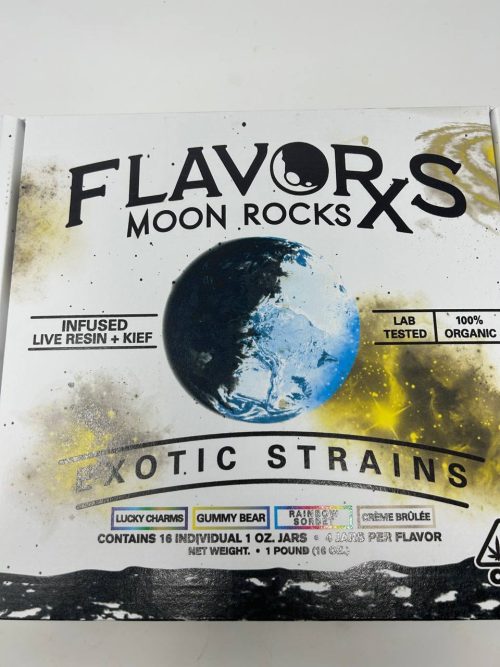 FLAVORXS
MOON ROCKS
INFUSED
LIVE RESIN + KIEF
LAB
TESTED
100%
ORGANIC
EXOTIC STRAINS
LUCKY CHARMS
GUMMY BEAR
RAINBOW
SORBET
CRÈME BRÛLÉE
CONTAINS 16 INDIVIDUAL 1 OZ. JARS • 4 JARS PER FLAVOR
NET WEIGHT. • 1 POUND (16 OZ.)